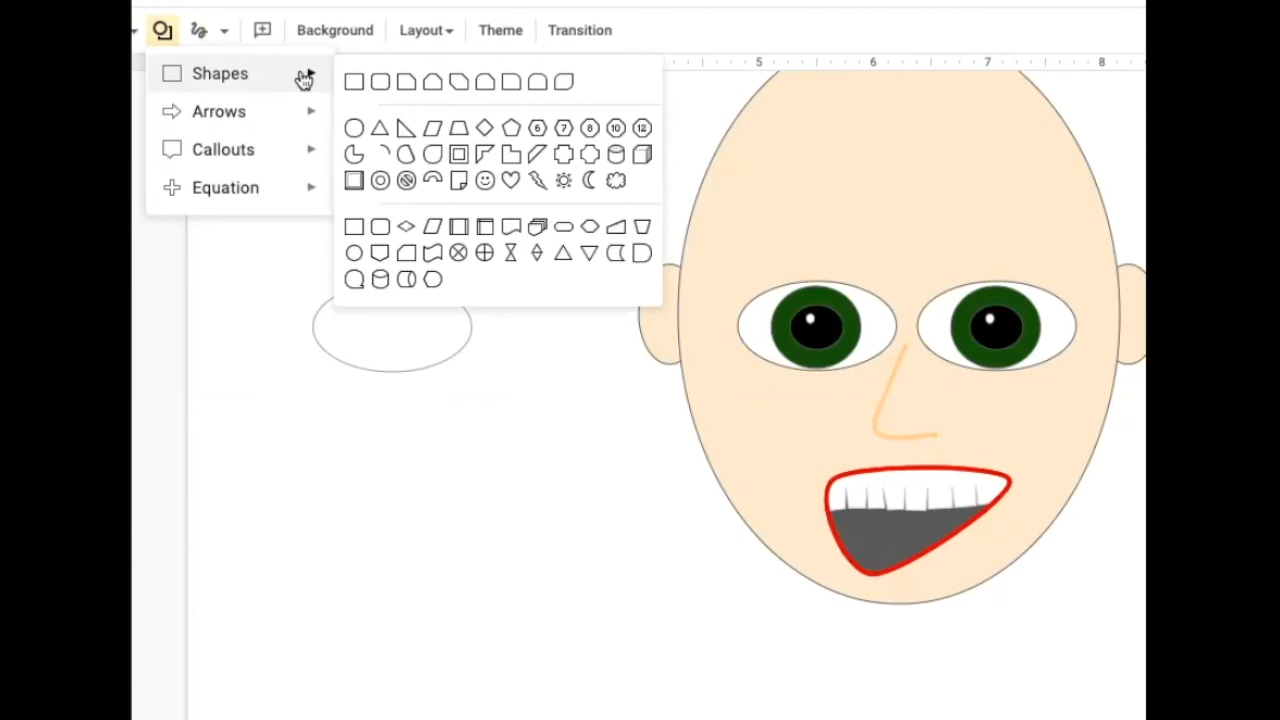 Background Layout Theme Transition
5 6 7 8
Shapes
Arrows
Callouts
Equation
6 7 8 10 12